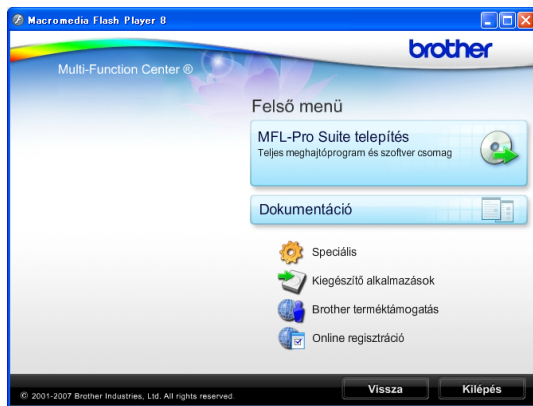 Macromedia Flash Player 8
brother
Multi-Function Center ®
Felső menü
MFL-Pro Suite telepítés
Teljes meghajtóprogram és szoftver csomag
Dokumentáció
Speciális
Kiegészítő alkalmazások
Brother terméktámogatás
Online regisztráció
Vissza
Kilépés
© 2001-2007 Brother Industries, Ltd. All rights reserved.